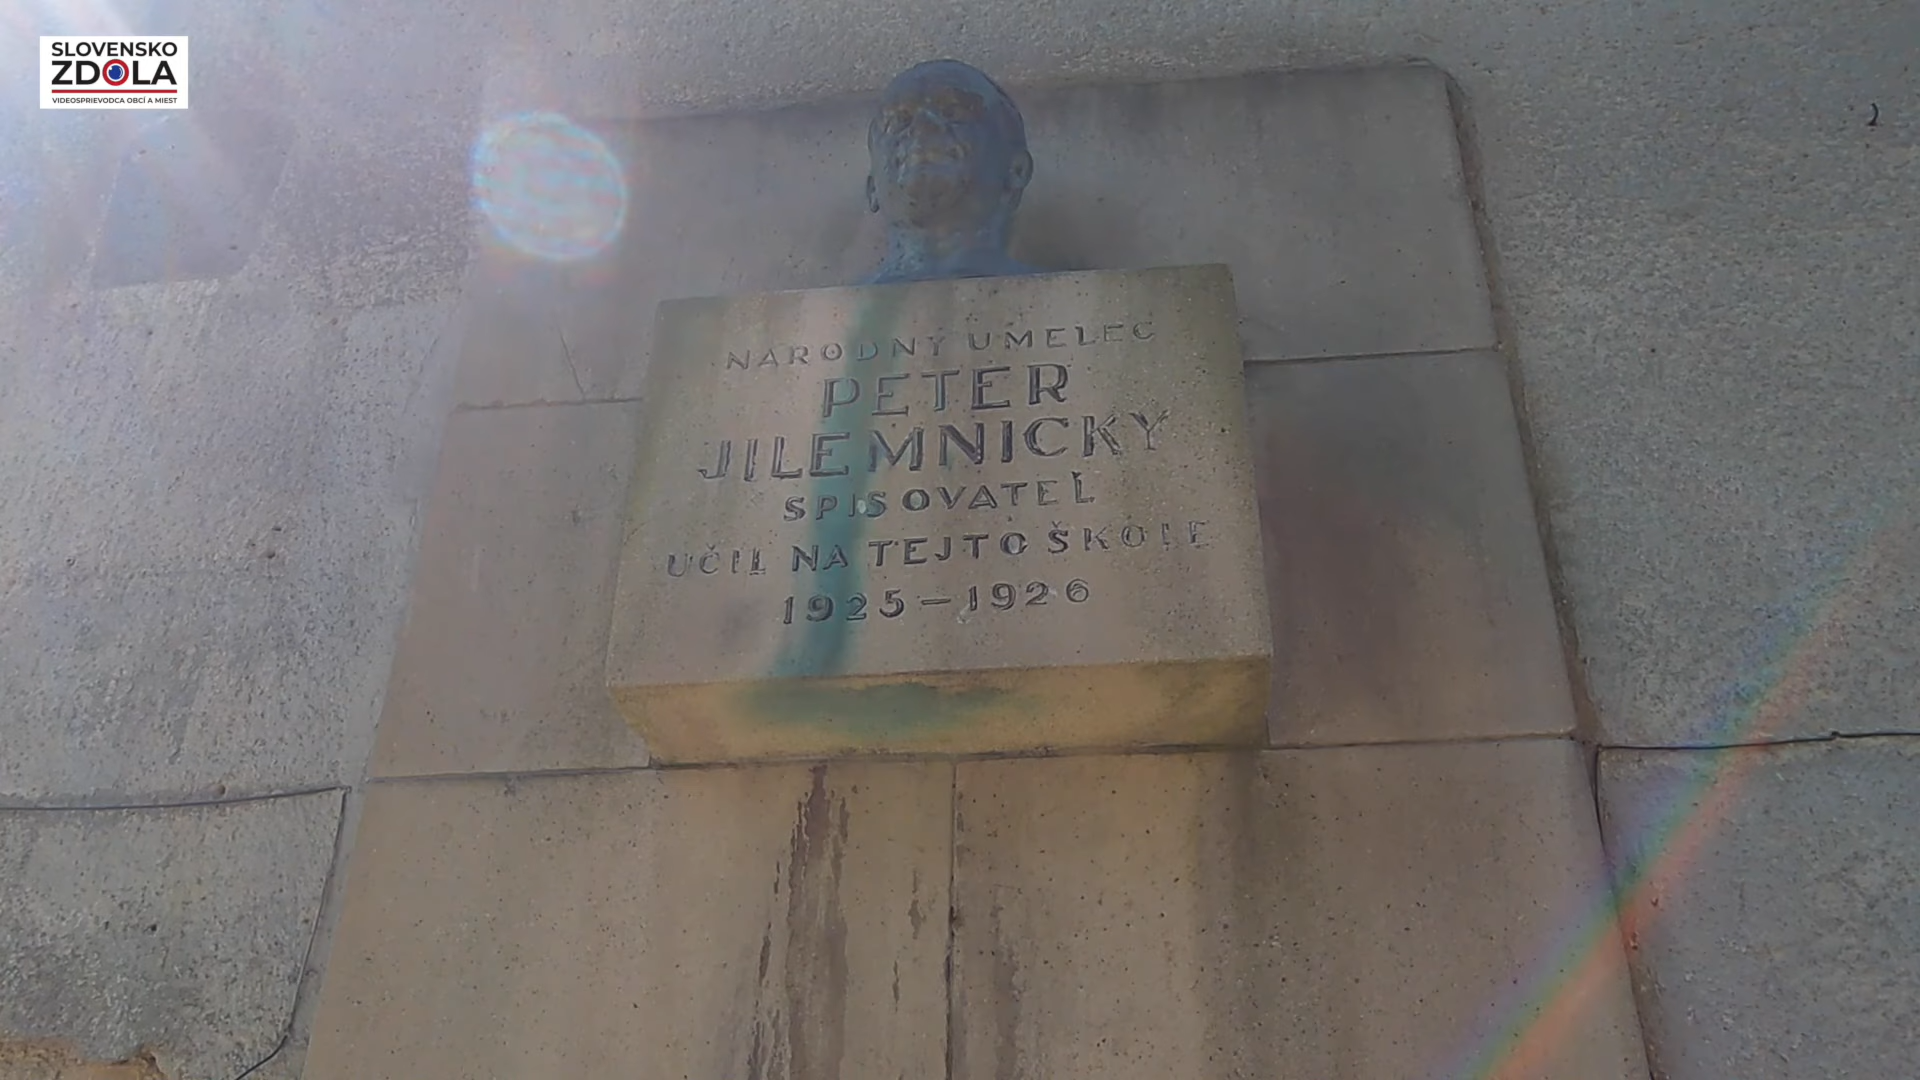 SLOVENSKO
ZDOLA
VIDEOSPRIEVODCA OBCÍ A MIEST
NÁRODNÝ UMELEC
PETER
JILEMNICKÝ
SPISOVATEĽ
UČIL NA TEJTO ŠKOLE
1925-1926